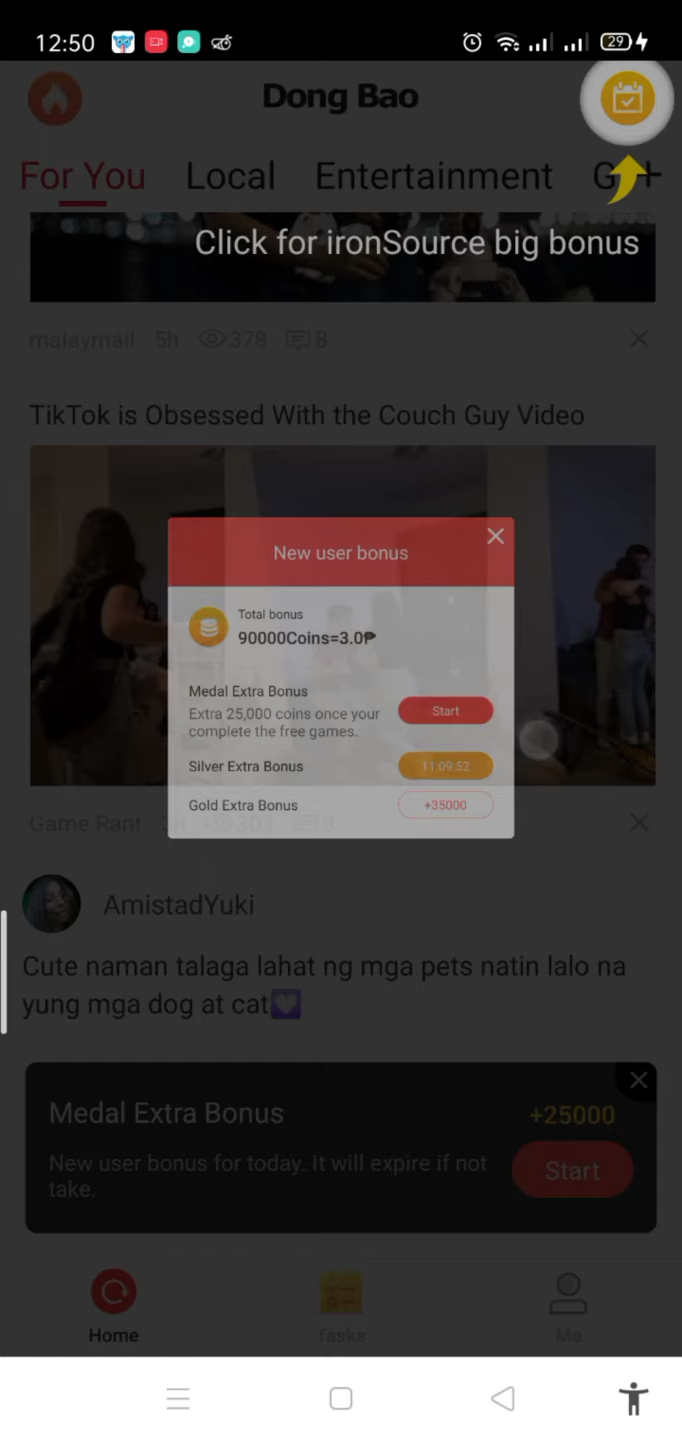 12:50
29
Dong Bao
For You Local Entertainment
Click for ironSource big bonus
malaymail 5h 378 8
TikTok is Obsessed With the Couch Guy Video
New user bonus
Total bonus
90000Coins=3.0₱
Medal Extra Bonus
Extra 25,000 coins once your
complete the free games.
Start
Silver Extra Bonus 11:09:52
Gold Extra Bonus +35000
Game Rant 303 8
AmistadYuki
Cute naman talaga lahat ng mga pets natin lalo na
yung mga dog at cat💜
Medal Extra Bonus +25000
New user bonus for today. It will expire if not
take.
Start
Home Tasks Me